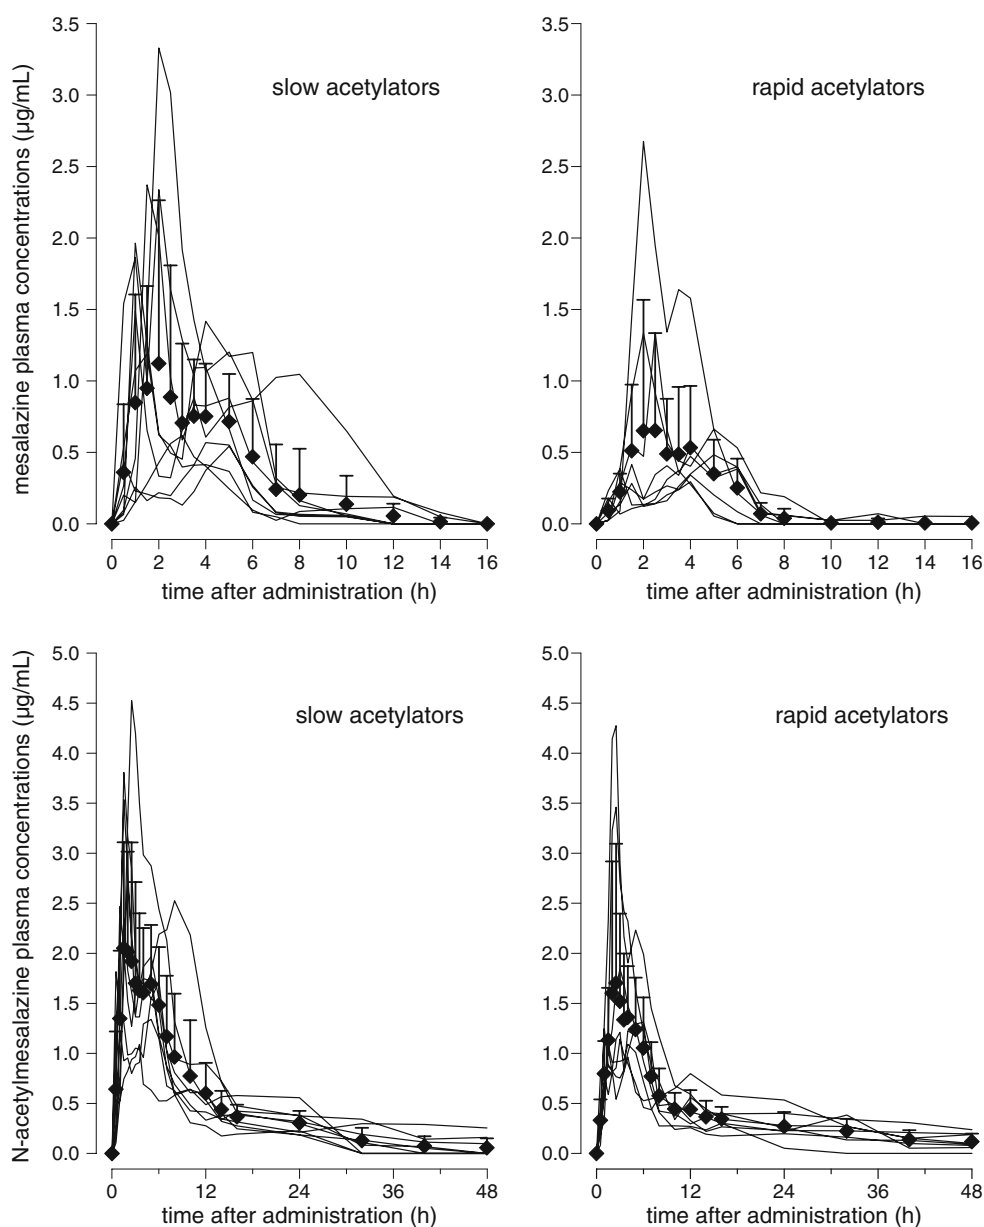 slow acetylators
rapid acetylators
mesalazine plasma concentrations (µg/mL)
3.5
3.0
2.5
2.0
1.5
1.0
0.5
0.0
0 2 4 6 8 10 12 14 16
time after administration (h)
3.5
3.0
2.5
2.0
1.5
1.0
0.5
0.0
0 2 4 6 8 10 12 14 16
time after administration (h)
slow acetylators
rapid acetylators
N-acetylmesalazine plasma concentrations (µg/mL)
5.0
4.5
4.0
3.5
3.0
2.5
2.0
1.5
1.0
0.5
0.0
0 12 24 36 48
time after administration (h)
5.0
4.5
4.0
3.5
3.0
2.5
2.0
1.5
1.0
0.5
0.0
0 12 24 36 48
time after administration (h)